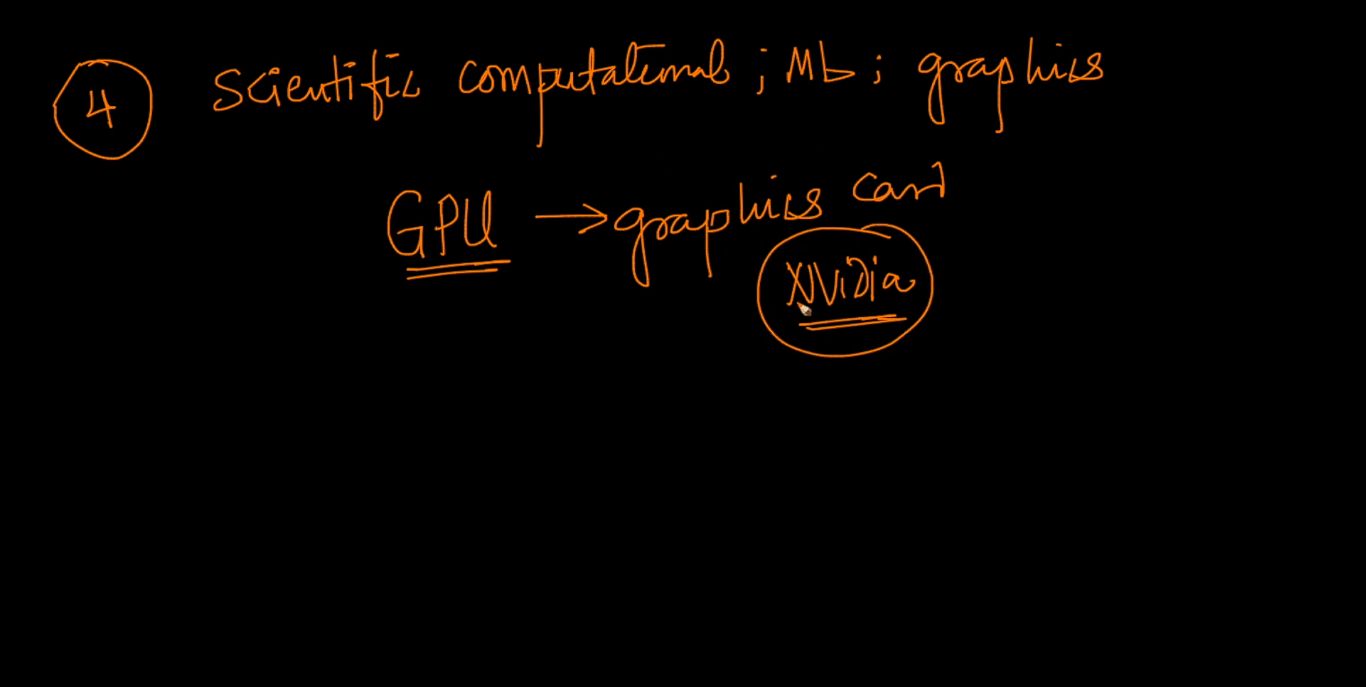 4 Scientific computational ; ML ; graphics
GPU → graphics card
NVidia